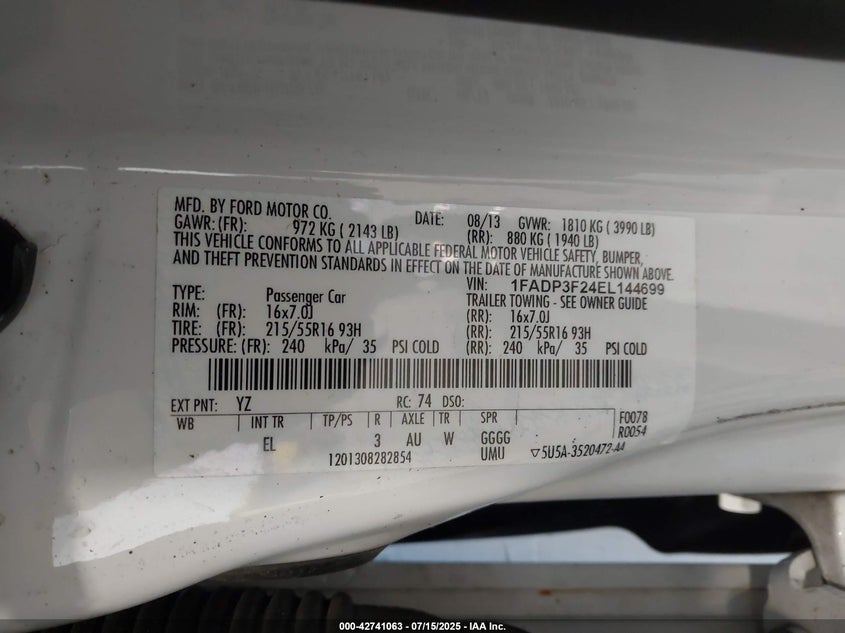 MFD. BY FORD MOTOR CO. DATE: 08/13 GVWR: 1810 KG ( 3990 LB)
GAWR: (FR): 972 KG ( 2143 LB) (RR): 880 KG ( 1940 LB)
THIS VEHICLE CONFORMS TO ALL APPLICABLE FEDERAL MOTOR VEHICLE SAFETY, BUMPER,
AND THEFT PREVENTION STANDARDS IN EFFECT ON THE DATE OF MANUFACTURE SHOWN ABOVE.
VIN: 1FADP3F24EL144699
TYPE: Passenger Car TRAILER TOWING - SEE OWNER GUIDE
RIM: (FR): 16x7.0J (RR): 16x7.0J
TIRE: (FR): 215/55R16 93H (RR): 215/55R16 93H
PRESSURE: (FR): 240 kPa/ 35 PSI COLD (RR): 240 kPa/ 35 PSI COLD
EXT PNT: YZ RC: 74 DSO:
WB INT TR TP/PS R AXLE TR SPR F0078
EL 3 AU W GGGG R0054
1201308282854 UMU ▽5U5A-3520472-44
000-42741063 - 07/15/2025 - IAA Inc.